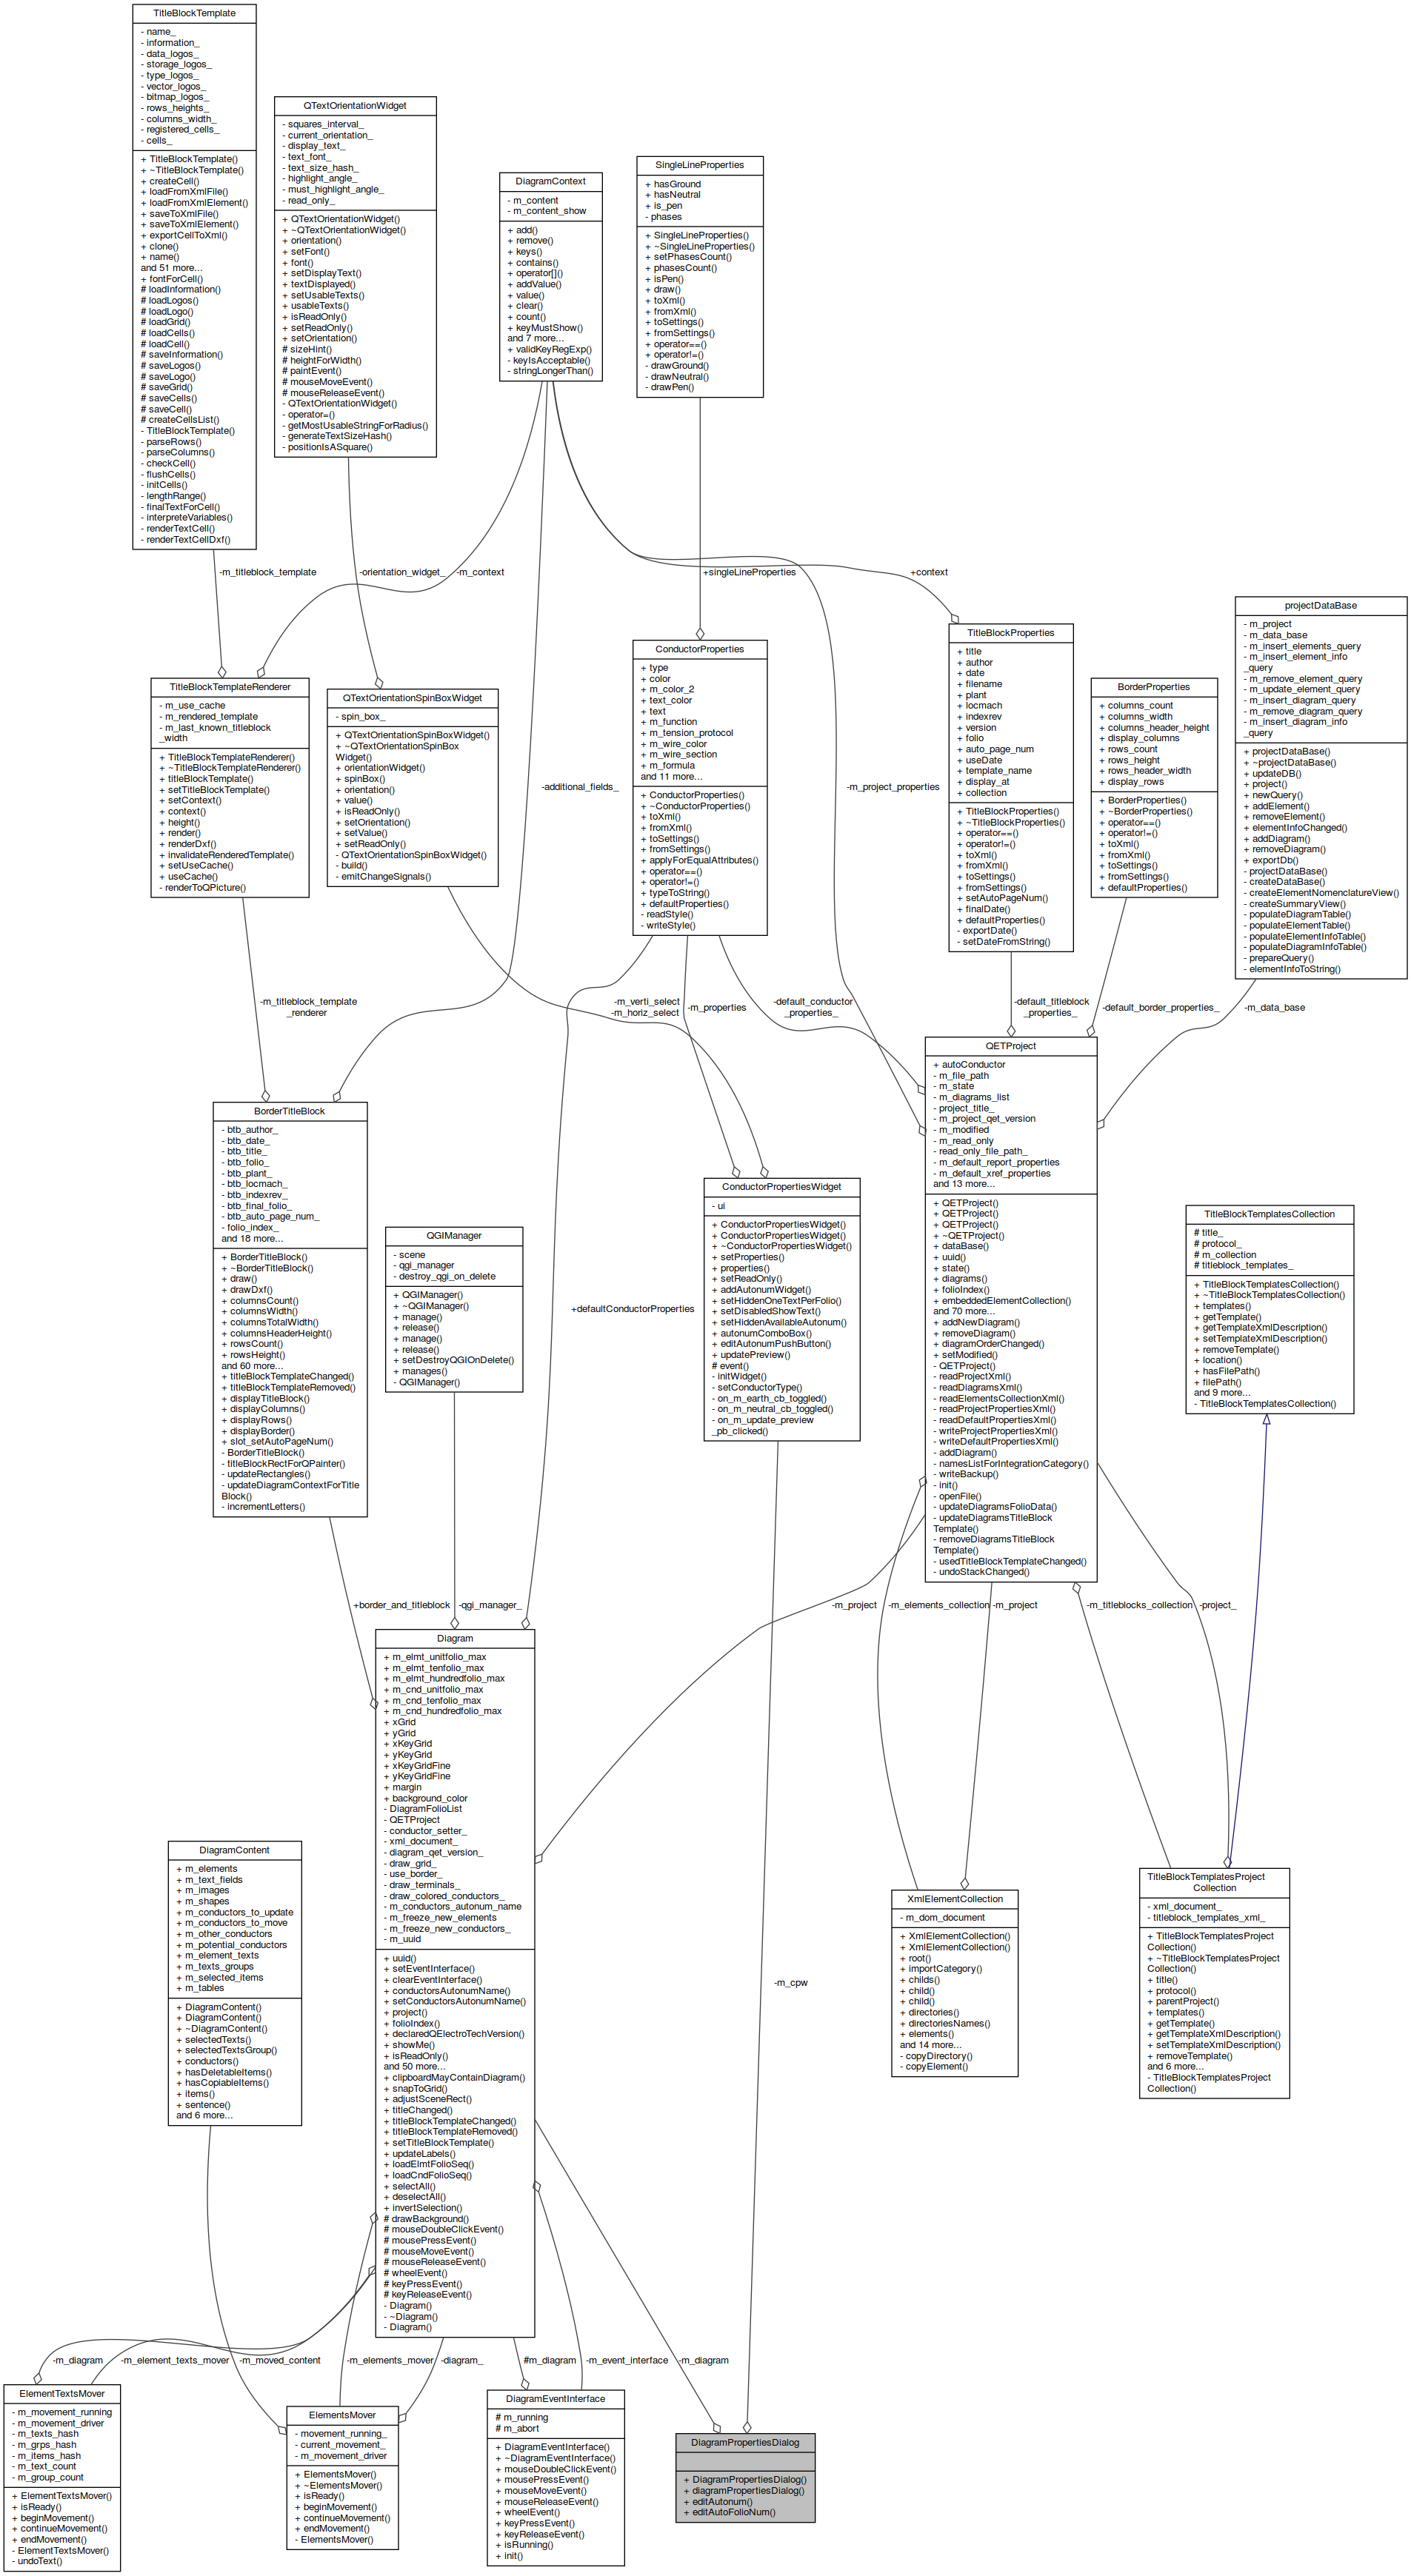 TitleBlockTemplate
- name_
- information_
- data_logos_
- storage_logos_
- type_logos_
- vector_logos_
- bitmap_logos_
- rows_heights_
- columns_width_
- registered_cells_
- cells_
+ TitleBlockTemplate()
+ ~TitleBlockTemplate()
+ createCell()
+ loadFromXmlFile()
+ loadFromXmlElement()
+ saveToXmlFile()
+ saveToXmlElement()
+ exportCellToXml()
+ clone()
+ name()
and 51 more...
+ fontForCell()
# loadInformation()
# loadLogos()
# loadLogo()
# loadGrid()
# loadCells()
# loadCell()
# saveInformation()
# saveLogos()
# saveLogo()
# saveGrid()
# saveCells()
# saveCell()
# createCellsList()
- TitleBlockTemplate()
- parseRows()
- parseColumns()
- checkCell()
- flushCells()
- initCells()
- lengthRange()
- finalTextForCell()
- interpreteVariables()
- renderTextCell()
- renderTextCellDxf()
QTextOrientationWidget
- squares_interval_
- current_orientation_
- display_text_
- text_font_
- text_size_hash_
- highlight_angle_
- must_highlight_angle_
- read_only_
+ QTextOrientationWidget()
+ ~QTextOrientationWidget()
+ orientation()
+ setFont()
+ font()
+ setDisplayText()
+ textDisplayed()
+ setUsableTexts()
+ usableTexts()
+ isReadOnly()
+ setReadOnly()
+ setOrientation()
# sizeHint()
# heightForWidth()
# paintEvent()
# mouseMoveEvent()
# mouseReleaseEvent()
- QTextOrientationWidget()
- operator=()
- getMostUsableStringForRadius()
- generateTextSizeHash()
- positionIsASquare()
DiagramContext
- m_content
- m_content_show
+ add()
+ remove()
+ keys()
+ contains()
+ operator[]()
+ addValue()
+ value()
+ clear()
+ count()
+ keyMustShow()
and 7 more...
+ validKeyRegExp()
- keyIsAcceptable()
- stringLongerThan()
SingleLineProperties
+ hasGround
+ hasNeutral
+ is_pen
- phases
+ SingleLineProperties()
+ ~SingleLineProperties()
+ setPhasesCount()
+ phasesCount()
+ isPen()
+ draw()
+ toXml()
+ fromXml()
+ toSettings()
+ fromSettings()
+ operator==()
+ operator!=()
- drawGround()
- drawNeutral()
- drawPen()
-m_titleblock_template
-orientation_widget_
-m_context
+singleLineProperties
+context
TitleBlockTemplateRenderer
- m_use_cache
- m_rendered_template
- m_last_known_titleblock
_width
+ TitleBlockTemplateRenderer()
+ ~TitleBlockTemplateRenderer()
+ titleBlockTemplate()
+ setTitleBlockTemplate()
+ setContext()
+ context()
+ height()
+ render()
+ renderDxf()
+ invalidateRenderedTemplate()
+ setUseCache()
+ useCache()
- renderToQPicture()
QTextOrientationSpinBoxWidget
- spin_box_
+ QTextOrientationSpinBoxWidget()
+ ~QTextOrientationSpinBox
Widget()
+ orientationWidget()
+ spinBox()
+ orientation()
+ value()
+ isReadOnly()
+ setOrientation()
+ setValue()
+ setReadOnly()
- QTextOrientationSpinBoxWidget()
- build()
- emitChangeSignals()
-additional_fields_
ConductorProperties
+ type
+ color
+ m_color_2
+ text_color
+ text
+ m_function
+ m_tension_protocol
+ m_wire_color
+ m_wire_section
+ m_formula
and 11 more...
+ ConductorProperties()
+ ~ConductorProperties()
+ toXml()
+ fromXml()
+ toSettings()
+ fromSettings()
+ applyForEqualAttributes()
+ operator==()
+ operator!=()
+ typeToString()
+ defaultProperties()
- readStyle()
- writeStyle()
-m_project_properties
TitleBlockProperties
+ title
+ author
+ date
+ filename
+ plant
+ locmach
+ indexrev
+ version
+ folio
+ auto_page_num
+ useDate
+ template_name
+ display_at
+ collection
+ TitleBlockProperties()
+ ~TitleBlockProperties()
+ operator==()
+ operator!=()
+ toXml()
+ fromXml()
+ toSettings()
+ fromSettings()
+ setAutoPageNum()
+ finalDate()
+ defaultProperties()
- exportDate()
- setDateFromString()
BorderProperties
+ columns_count
+ columns_width
+ columns_header_height
+ display_columns
+ rows_count
+ rows_height
+ rows_header_width
+ display_rows
+ BorderProperties()
+ ~BorderProperties()
+ operator==()
+ operator!=()
+ toXml()
+ fromXml()
+ toSettings()
+ fromSettings()
+ defaultProperties()
projectDataBase
- m_project
- m_data_base
- m_insert_elements_query
- m_insert_element_info
_query
- m_remove_element_query
- m_update_element_query
- m_insert_diagram_query
- m_remove_diagram_query
- m_insert_diagram_info
_query
+ projectDataBase()
+ ~projectDataBase()
+ updateDB()
+ project()
+ newQuery()
+ addElement()
+ removeElement()
+ elementInfoChanged()
+ addDiagram()
+ removeDiagram()
+ exportDb()
- projectDataBase()
- createDataBase()
- createElementNomenclatureView()
- createSummaryView()
- populateDiagramTable()
- populateElementTable()
- populateElementInfoTable()
- populateDiagramInfoTable()
- prepareQuery()
- elementInfoToString()
-m_titleblock_template
_renderer
-m_verti_select
-m_horiz_select
-m_properties
-default_conductor
_properties_
-default_titleblock
_properties_
-default_border_properties_
-m_data_base
BorderTitleBlock
- btb_author_
- btb_date_
- btb_title_
- btb_folio_
- btb_plant_
- btb_locmach_
- btb_indexrev_
- btb_final_folio_
- btb_auto_page_num_
- folio_index_
and 18 more...
+ BorderTitleBlock()
+ ~BorderTitleBlock()
+ draw()
+ drawDxf()
+ columnsCount()
+ columnsWidth()
+ columnsTotalWidth()
+ columnsHeaderHeight()
+ rowsCount()
+ rowsHeight()
and 60 more...
+ titleBlockTemplateChanged()
+ titleBlockTemplateRemoved()
+ displayTitleBlock()
+ displayColumns()
+ displayRows()
+ displayBorder()
+ slot_setAutoPageNum()
- BorderTitleBlock()
- titleBlockRectForQPainter()
- updateRectangles()
- updateDiagramContextForTitle
Block()
- incrementLetters()
QGIManager
- scene
- qgi_manager
- destroy_qgi_on_delete
+ QGIManager()
+ ~QGIManager()
+ manage()
+ release()
+ manage()
+ release()
+ setDestroyQGIOnDelete()
+ manages()
- QGIManager()
+defaultConductorProperties
ConductorPropertiesWidget
- ui
+ ConductorPropertiesWidget()
+ ConductorPropertiesWidget()
+ ~ConductorPropertiesWidget()
+ setProperties()
+ properties()
+ setReadOnly()
+ addAutonumWidget()
+ setHiddenOneTextPerFolio()
+ setDisabledShowText()
+ setHiddenAvailableAutonum()
+ autonumComboBox()
+ editAutonumPushButton()
+ updatePreview()
# event()
- initWidget()
- setConductorType()
- on_m_earth_cb_toggled()
- on_m_neutral_cb_toggled()
- on_m_update_preview
_pb_clicked()
QETProject
+ autoConductor
- m_file_path
- m_state
- m_diagrams_list
- project_title_
- m_project_qet_version
- m_modified
- m_read_only
- read_only_file_path_
- m_default_report_properties
- m_default_xref_properties
and 13 more...
+ QETProject()
+ QETProject()
+ QETProject()
+ ~QETProject()
+ dataBase()
+ uuid()
+ state()
+ diagrams()
+ folioIndex()
+ embeddedElementCollection()
and 70 more...
+ addNewDiagram()
+ removeDiagram()
+ diagramOrderChanged()
+ setModified()
- QETProject()
- readProjectXml()
- readDiagramsXml()
- readElementsCollectionXml()
- readProjectPropertiesXml()
- readDefaultPropertiesXml()
- writeProjectPropertiesXml()
- writeDefaultPropertiesXml()
- addDiagram()
- namesListForIntegrationCategory()
- writeBackup()
- init()
- openFile()
- updateDiagramsFolioData()
- updateDiagramsTitleBlock
Template()
- removeDiagramsTitleBlock
Template()
- usedTitleBlockTemplateChanged()
- undoStackChanged()
TitleBlockTemplatesCollection
# title_
# protocol_
# m_collection
# titleblock_templates_
+ TitleBlockTemplatesCollection()
+ ~TitleBlockTemplatesCollection()
+ templates()
+ getTemplate()
+ getTemplateXmlDescription()
+ setTemplateXmlDescription()
+ removeTemplate()
+ location()
+ hasFilePath()
+ filePath()
and 9 more...
- TitleBlockTemplatesCollection()
+border_and_titleblock
-qgi_manager_
-m_project
-m_elements_collection
-m_project
-m_titleblocks_collection
-project_
Diagram
+ m_elmt_unitfolio_max
+ m_elmt_tenfolio_max
+ m_elmt_hundredfolio_max
+ m_cnd_unitfolio_max
+ m_cnd_tenfolio_max
+ m_cnd_hundredfolio_max
+ xGrid
+ yGrid
+ xKeyGrid
+ yKeyGrid
+ xKeyGridFine
+ yKeyGridFine
+ margin
+ background_color
- DiagramFolioList
- QETProject
- conductor_setter_
- xml_document_
- diagram_qet_version_
- draw_grid_
- use_border_
- draw_terminals_
- draw_colored_conductors_
- m_conductors_autonum_name
- m_freeze_new_elements
- m_freeze_new_conductors_
- m_uuid
+ uuid()
+ setEventInterface()
+ clearEventInterface()
+ conductorsAutonumName()
+ setConductorsAutonumName()
+ project()
+ folioIndex()
+ declaredQElectroTechVersion()
+ showMe()
+ isReadOnly()
and 50 more...
+ clipboardMayContainDiagram()
+ snapToGrid()
+ adjustSceneRect()
+ titleChanged()
+ titleBlockTemplateChanged()
+ titleBlockTemplateRemoved()
+ setTitleBlockTemplate()
+ updateLabels()
+ loadElmtFolioSeq()
+ loadCndFolioSeq()
+ selectAll()
+ deselectAll()
+ invertSelection()
# drawBackground()
# mouseDoubleClickEvent()
# mousePressEvent()
# mouseMoveEvent()
# mouseReleaseEvent()
# wheelEvent()
# keyPressEvent()
# keyReleaseEvent()
- Diagram()
- ~Diagram()
- Diagram()
DiagramContent
+ m_elements
+ m_text_fields
+ m_images
+ m_shapes
+ m_conductors_to_update
+ m_conductors_to_move
+ m_other_conductors
+ m_potential_conductors
+ m_element_texts
+ m_texts_groups
+ m_selected_items
+ m_tables
+ DiagramContent()
+ DiagramContent()
+ ~DiagramContent()
+ selectedTexts()
+ selectedTextsGroup()
+ conductors()
+ hasDeletableItems()
+ hasCopiableItems()
+ items()
+ sentence()
and 6 more...
-m_cpw
XmlElementCollection
- m_dom_document
+ XmlElementCollection()
+ XmlElementCollection()
+ root()
+ importCategory()
+ childs()
+ child()
+ child()
+ directories()
+ directoriesNames()
+ elements()
and 14 more...
- copyDirectory()
- copyElement()
TitleBlockTemplatesProject
Collection
- xml_document_
- titleblock_templates_xml_
+ TitleBlockTemplatesProject
Collection()
+ ~TitleBlockTemplatesProject
Collection()
+ title()
+ protocol()
+ parentProject()
+ templates()
+ getTemplate()
+ getTemplateXmlDescription()
+ setTemplateXmlDescription()
+ removeTemplate()
and 6 more...
- TitleBlockTemplatesProject
Collection()
-m_diagram
-m_element_texts_mover
-m_moved_content
-m_elements_mover
-diagram_
#m_diagram
-m_event_interface
-m_diagram
ElementTextsMover
- m_movement_running
- m_movement_driver
- m_texts_hash
- m_grps_hash
- m_items_hash
- m_text_count
- m_group_count
+ ElementTextsMover()
+ isReady()
+ beginMovement()
+ continueMovement()
+ endMovement()
- ElementTextsMover()
- undoText()
ElementsMover
- movement_running_
- current_movement_
- m_movement_driver
+ ElementsMover()
+ ~ElementsMover()
+ isReady()
+ beginMovement()
+ continueMovement()
+ endMovement()
- ElementsMover()
DiagramEventInterface
# m_running
# m_abort
+ DiagramEventInterface()
+ ~DiagramEventInterface()
+ mouseDoubleClickEvent()
+ mousePressEvent()
+ mouseMoveEvent()
+ mouseReleaseEvent()
+ wheelEvent()
+ keyPressEvent()
+ keyReleaseEvent()
+ isRunning()
+ init()
DiagramPropertiesDialog
+ DiagramPropertiesDialog()
+ diagramPropertiesDialog()
+ editAutonum()
+ editAutoFolioNum()